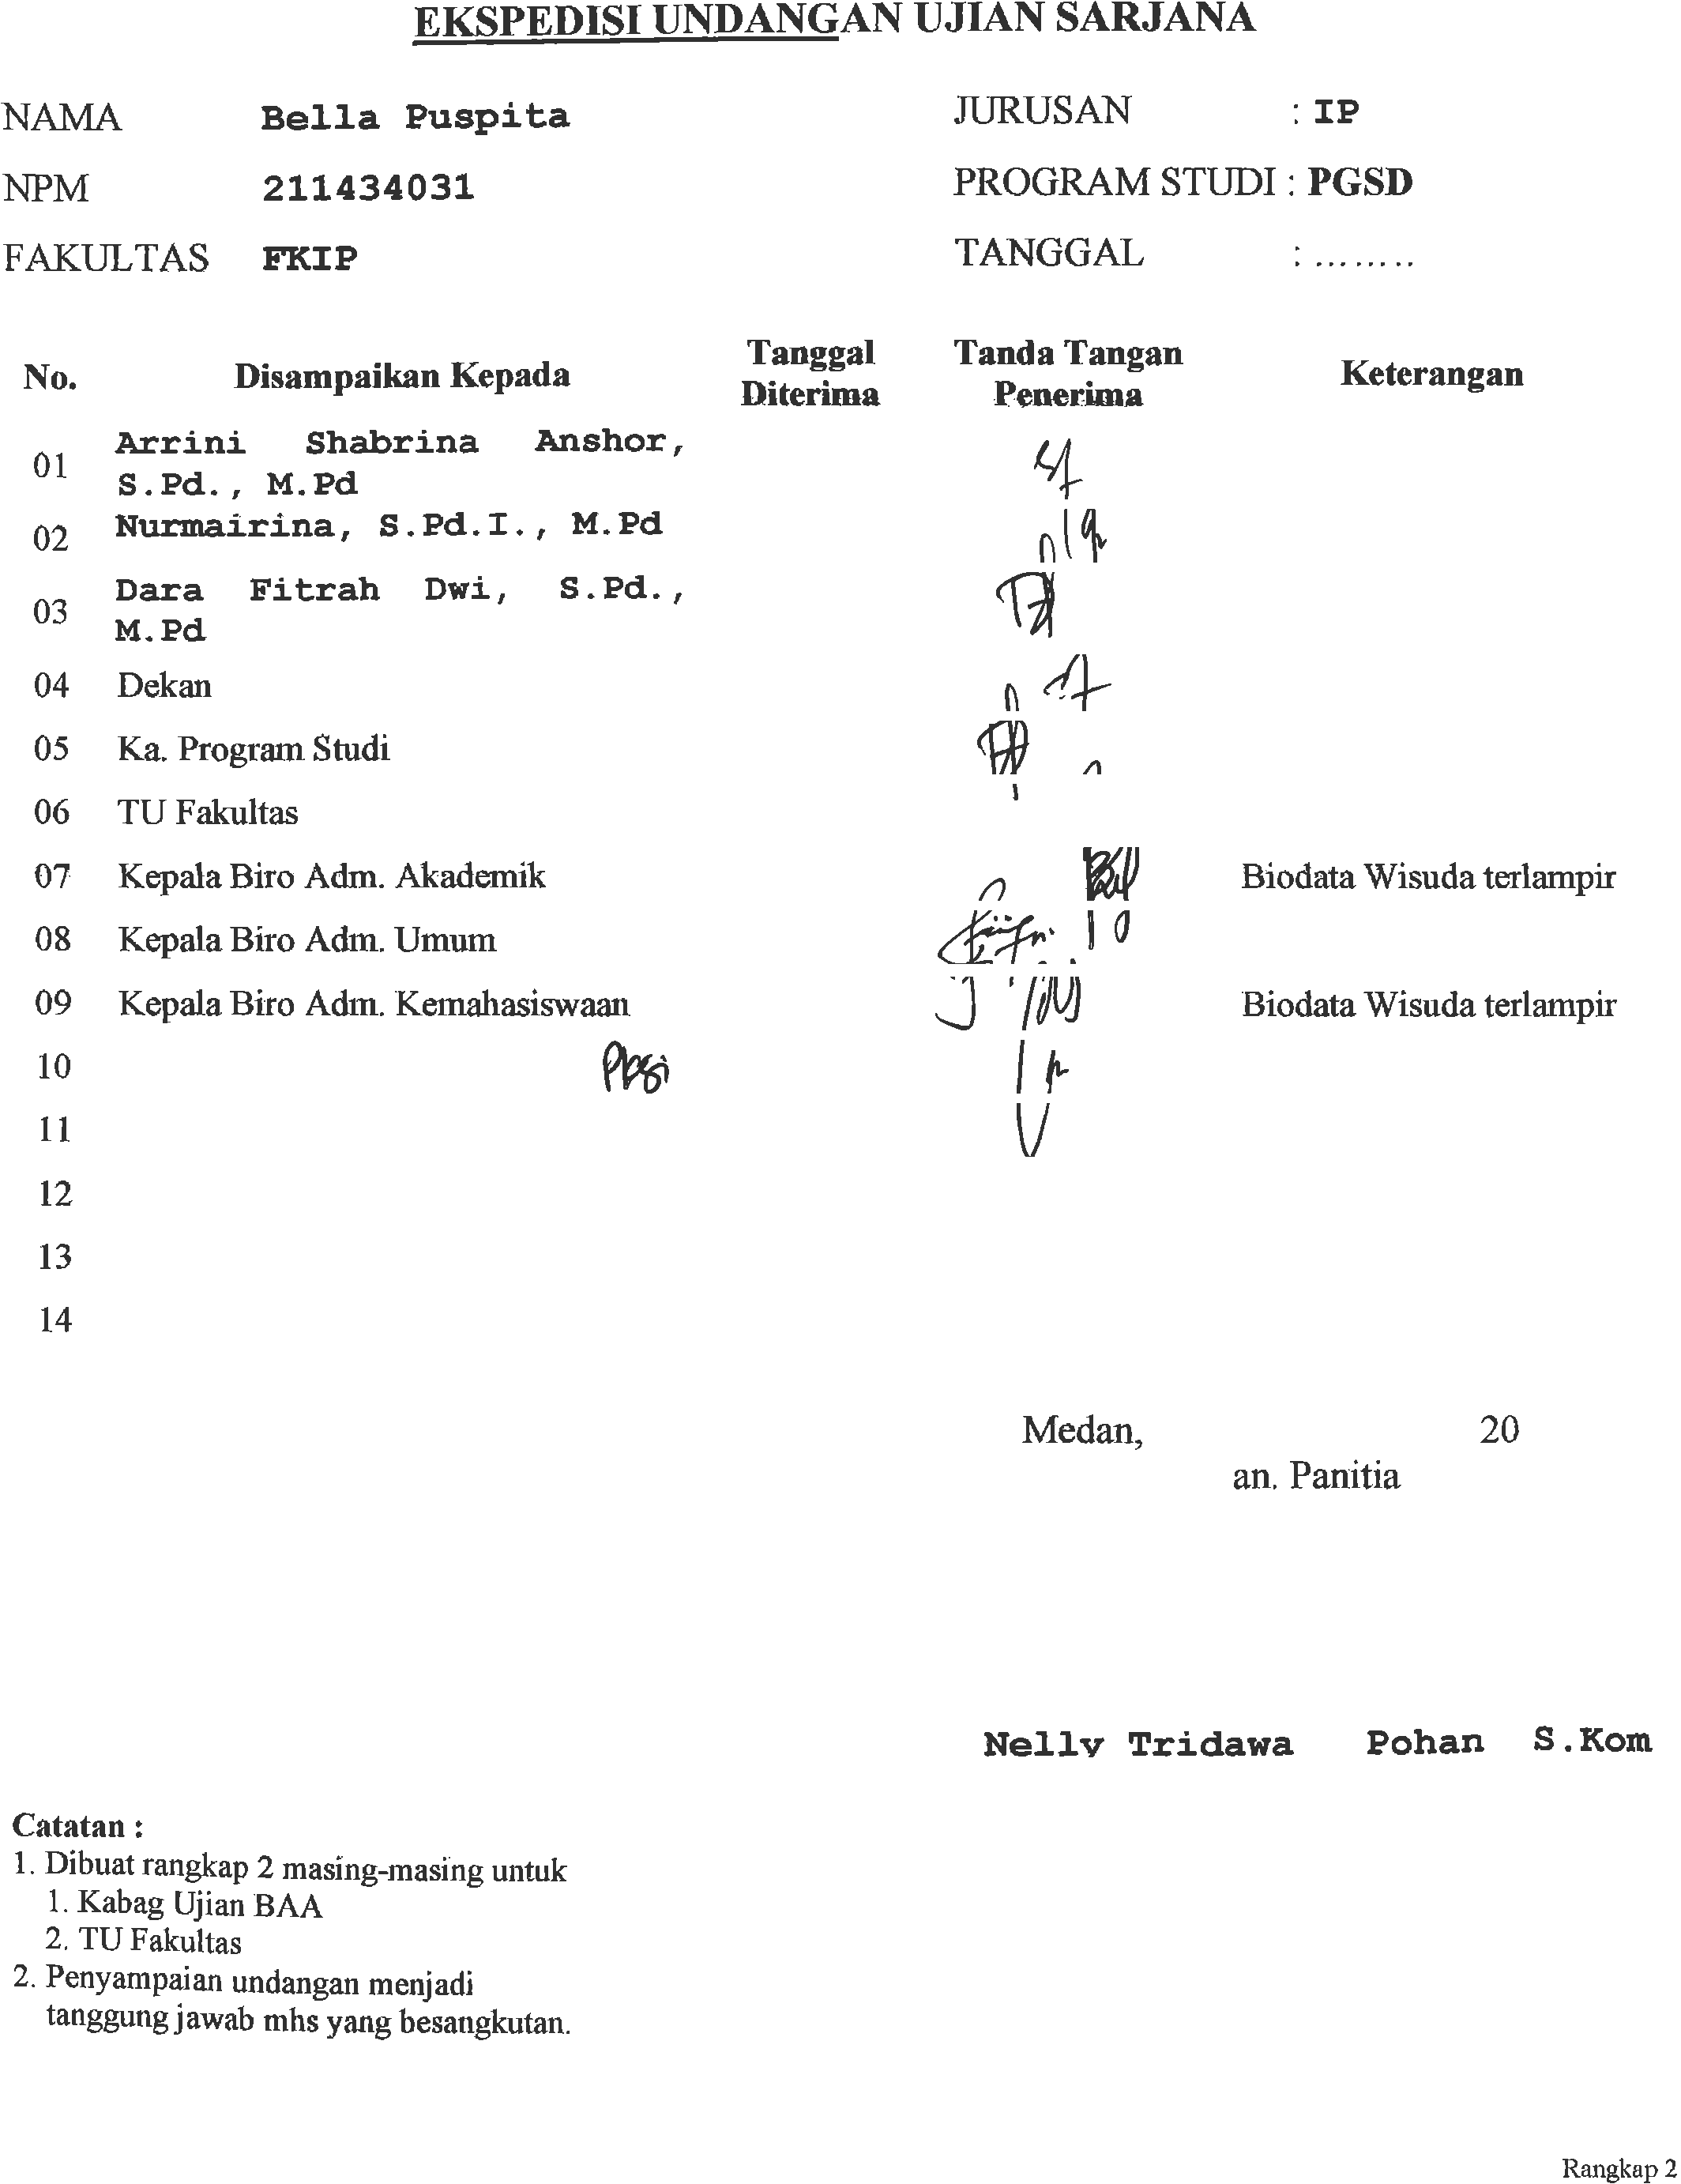 EKSPEDISI UNDANGAN UJIAN SARJANA
NAMA Bella Puspita JURUSAN : IP
NPM 211434031 PROGRAM STUDI : PGSD
FAKULTAS FKIP TANGGAL : ........
No. Disampaikan Kepada Tanggal Diterima Tanda Tangan Penerima Keterangan
01 Arrini Shabrina Anshor,
S.Pd., M.Pd
02 Nurmairina, S.Pd.I., M.Pd
03 Dara Fitrah Dwi, S.Pd.,
M.Pd
04 Dekan
05 Ka. Program Studi
06 TU Fakultas
07 Kepala Biro Adm. Akademik Biodata Wisuda terlampir
08 Kepala Biro Adm. Umum
09 Kepala Biro Adm. Kemahasiswaan Biodata Wisuda terlampir
10
11
12
13
14
Medan, 20
an. Panitia
Nelly Tridawa Pohan S.Kom
Catatan :
1. Dibuat rangkap 2 masing-masing untuk
1. Kabag Ujian BAA
2. TU Fakultas
2. Penyampaian undangan menjadi
tanggung jawab mhs yang besangkutan.
Rangkap 2